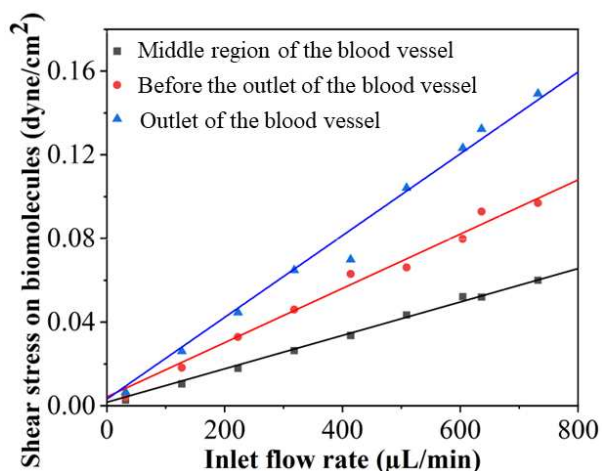 Shear stress on biomolecules (dyne/cm²)
0.16
0.12
0.08
0.04
0.00
Middle region of the blood vessel
Before the outlet of the blood vessel
Outlet of the blood vessel
0
200
400
600
800
Inlet flow rate (μL/min)